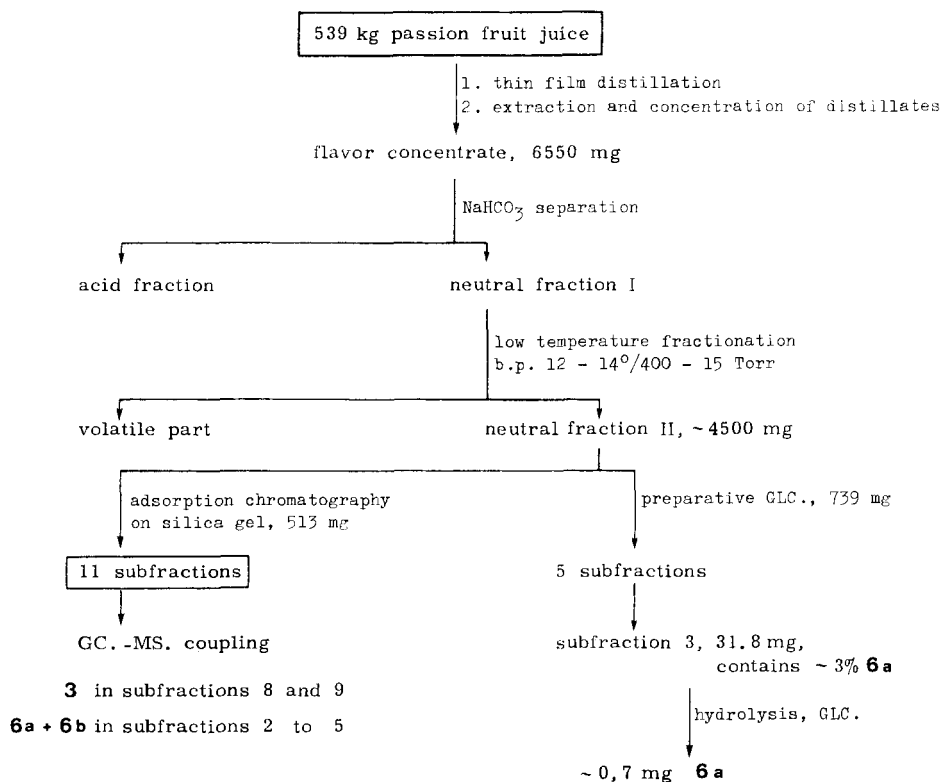 539 kg passion fruit juice
1. thin film distillation
2. extraction and concentration of distillates
flavor concentrate, 6550 mg
NaHCO3 separation
acid fraction
neutral fraction I
low temperature fractionation
b.p. 12 - 14°/400 - 15 Torr
volatile part
neutral fraction II, ~4500 mg
adsorption chromatography
on silica gel, 513 mg
preparative GLC., 739 mg
11 subfractions
5 subfractions
GC.-MS. coupling
subfraction 3, 31.8 mg,
contains ~ 3% 6a
3 in subfractions 8 and 9
6a + 6b in subfractions 2 to 5
hydrolysis, GLC.
~ 0,7 mg 6a